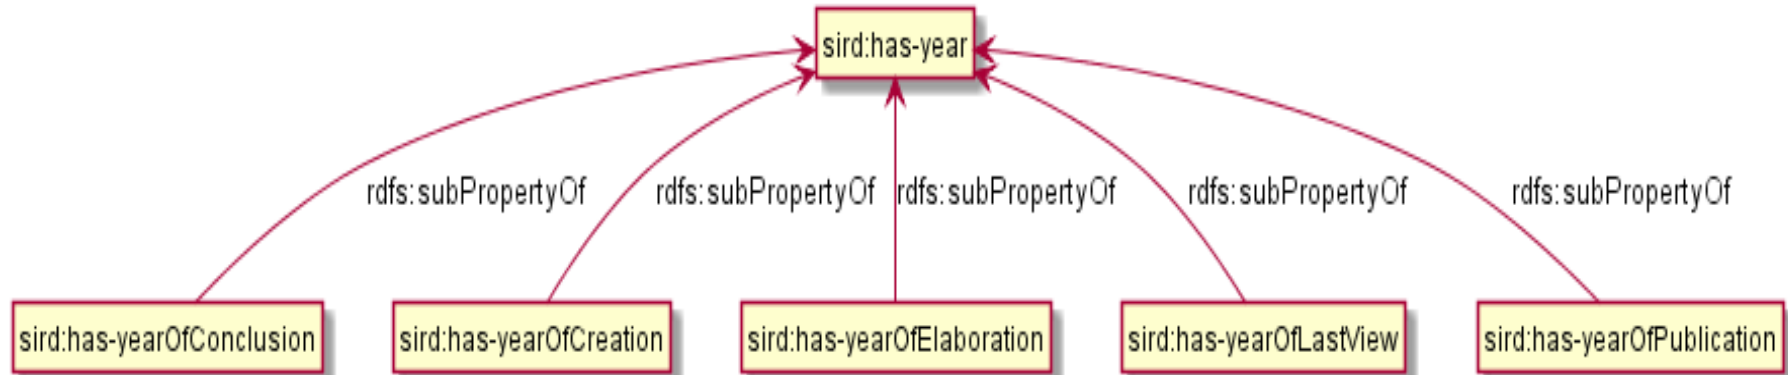 sird:has-year
rdfs:subPropertyOf
rdfs:subPropertyOf
rdfs:subPropertyOf
rdfs:subPropertyOf
rdfs:subPropertyOf
sird:has-yearOfConclusion
sird:has-yearOfCreation
sird:has-yearOfElaboration
sird:has-yearOfLastView
sird:has-yearOfPublication